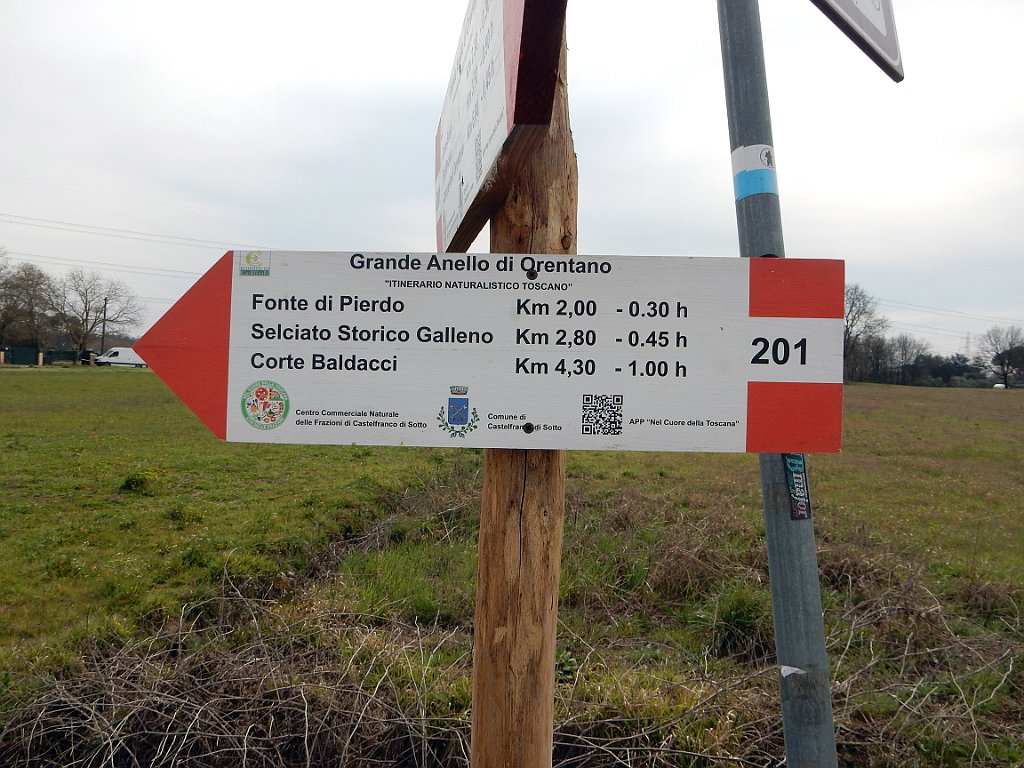 Grande Anello di Orentano
"ITINERARIO NATURALISTICO TOSCANO"
Fonte di Pierdo Km 2,00 - 0.30 h
Selciato Storico Galleno Km 2,80 - 0.45 h
Corte Baldacci Km 4,30 - 1.00 h
201
Centro Commerciale Naturale
delle Frazioni di Castelfranco di Sotto
Comune di
Castelfranco di Sotto
APP "Nel Cuore della Toscana"
major